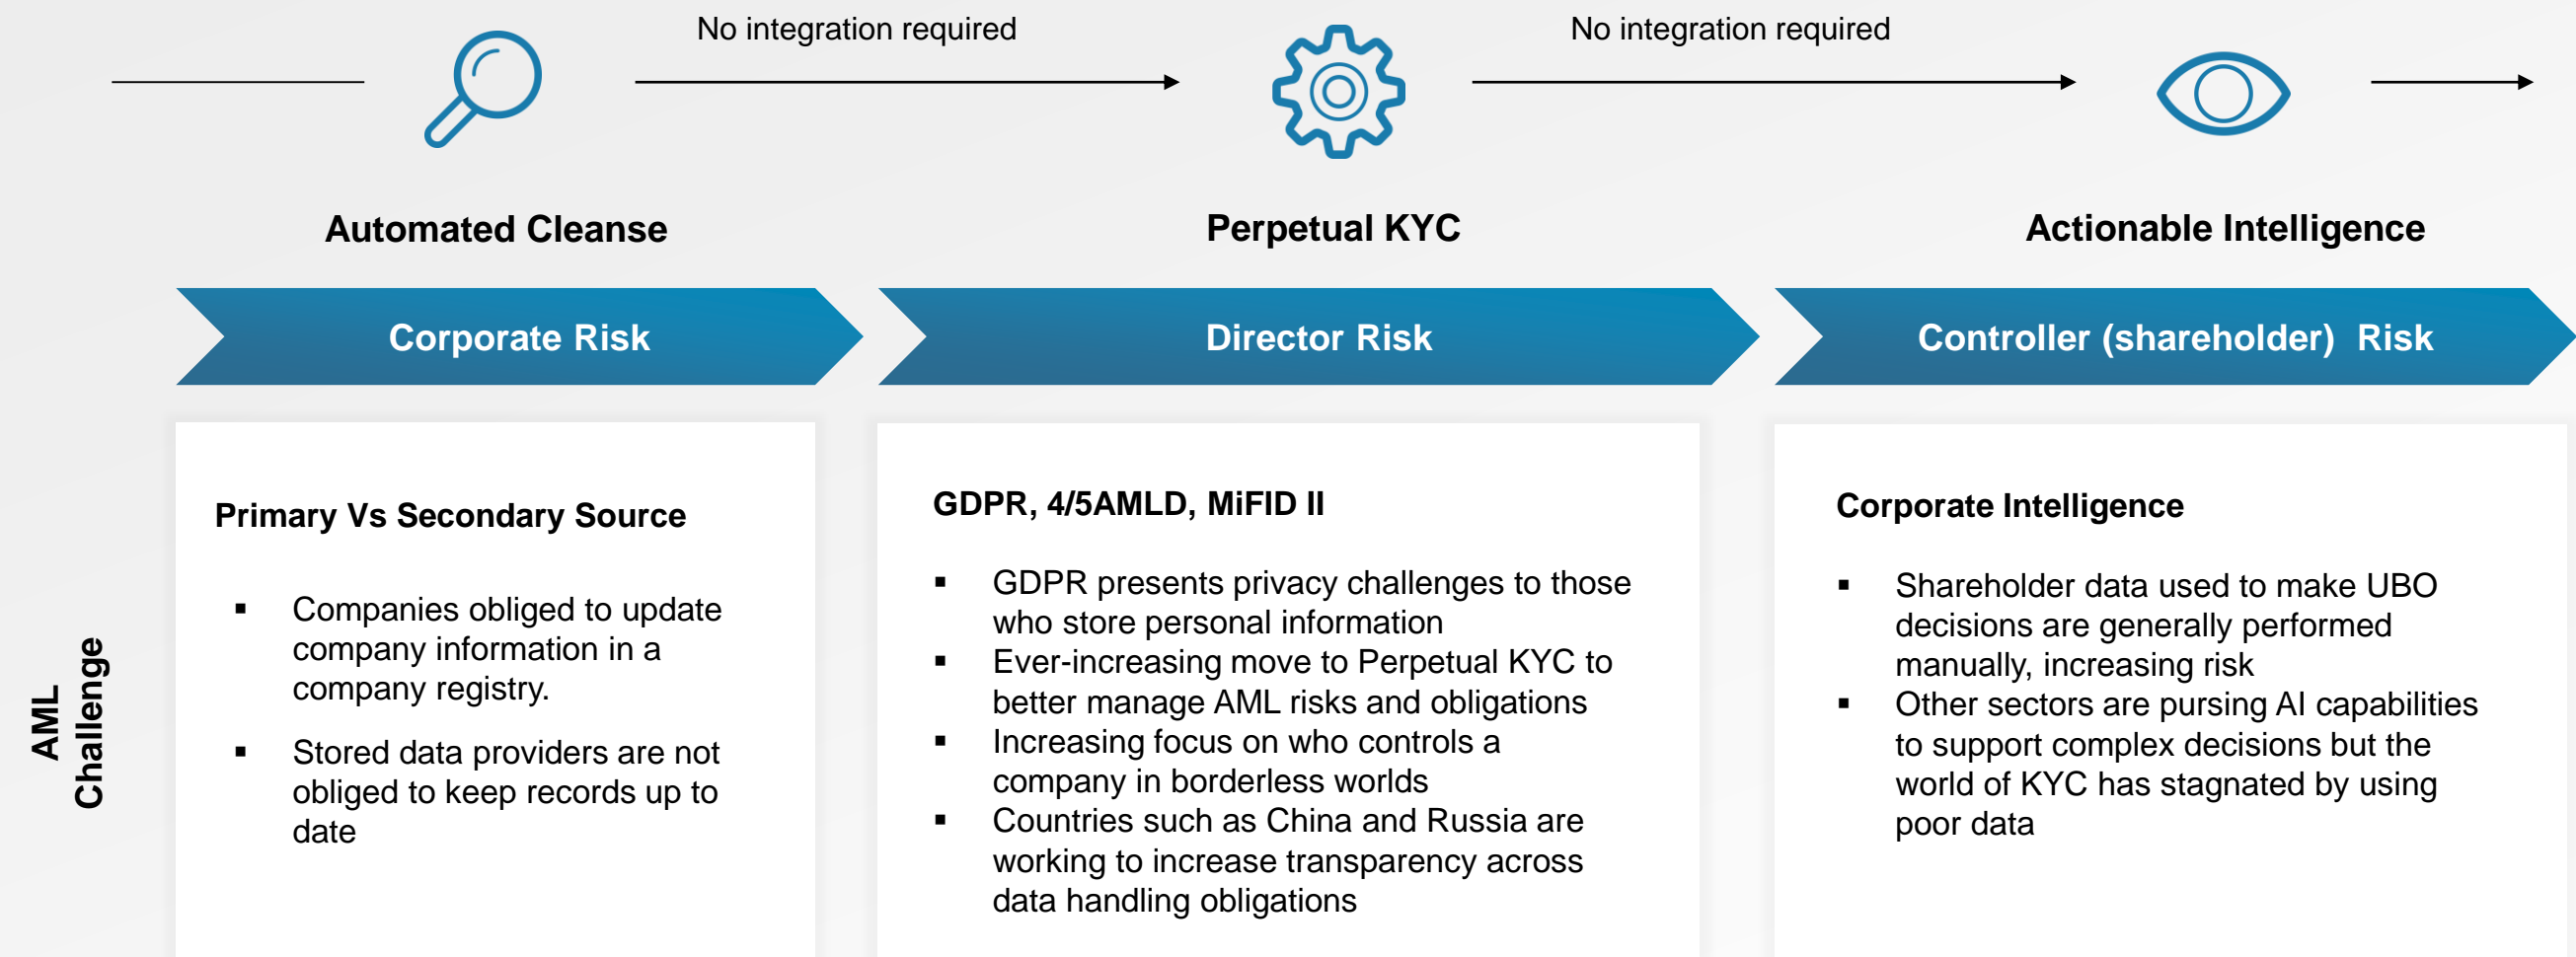 No integration required
No integration required
Automated Cleanse
Perpetual KYC
Actionable Intelligence
Corporate Risk
Director Risk
Controller (shareholder)  Risk
AML
Challenge
Primary Vs Secondary Source
▪ Companies obliged to update
company information in a
company registry.
▪ Stored data providers are not
obliged to keep records up to
date
GDPR, 4/5AMLD, MiFID II
▪ GDPR presents privacy challenges to those
who store personal information
▪ Ever-increasing move to Perpetual KYC to
better manage AML risks and obligations
▪ Increasing focus on who controls a
company in borderless worlds
▪ Countries such as China and Russia are
working to increase transparency across
data handling obligations
Corporate Intelligence
▪ Shareholder data used to make UBO
decisions are generally performed
manually, increasing risk
▪ Other sectors are pursing AI capabilities
to support complex decisions but the
world of KYC has stagnated by using
poor data